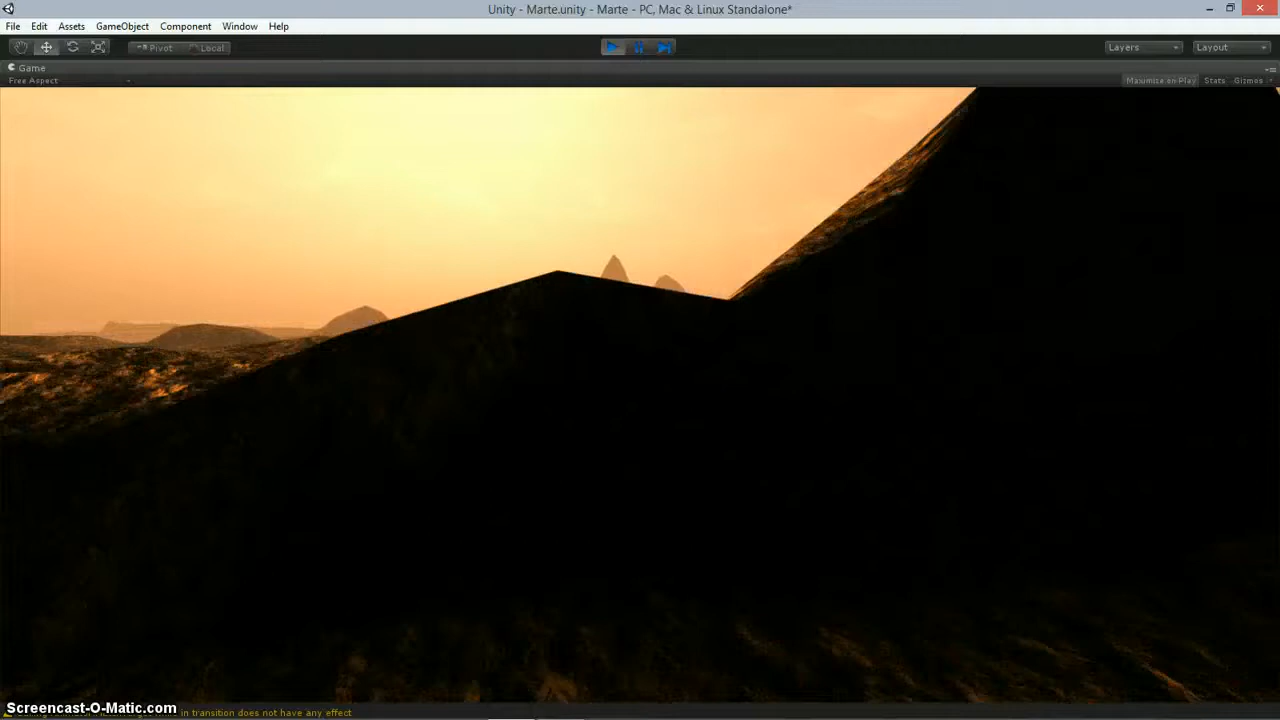 Unity - Marte.unity - Marte - PC, Mac & Linux Standalone*
File Edit Assets GameObject Component Window Help
Pivot Local Layers Layout
Game
Free Aspect Maximize on Play Stats Gizmos
Screencast-O-Matic.com
in transition does not have any effect